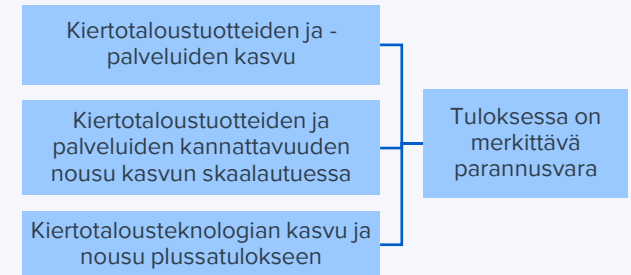 Kiertotaloustuotteiden ja -
palveluiden kasvu
Kiertotaloustuotteiden ja
palveluiden kannattavuuden
nousu kasvun skaalautuessa
Kiertotalousteknologian kasvu ja
nousu plussatulokseen
Tuloksessa on
merkittävä
parannusvara